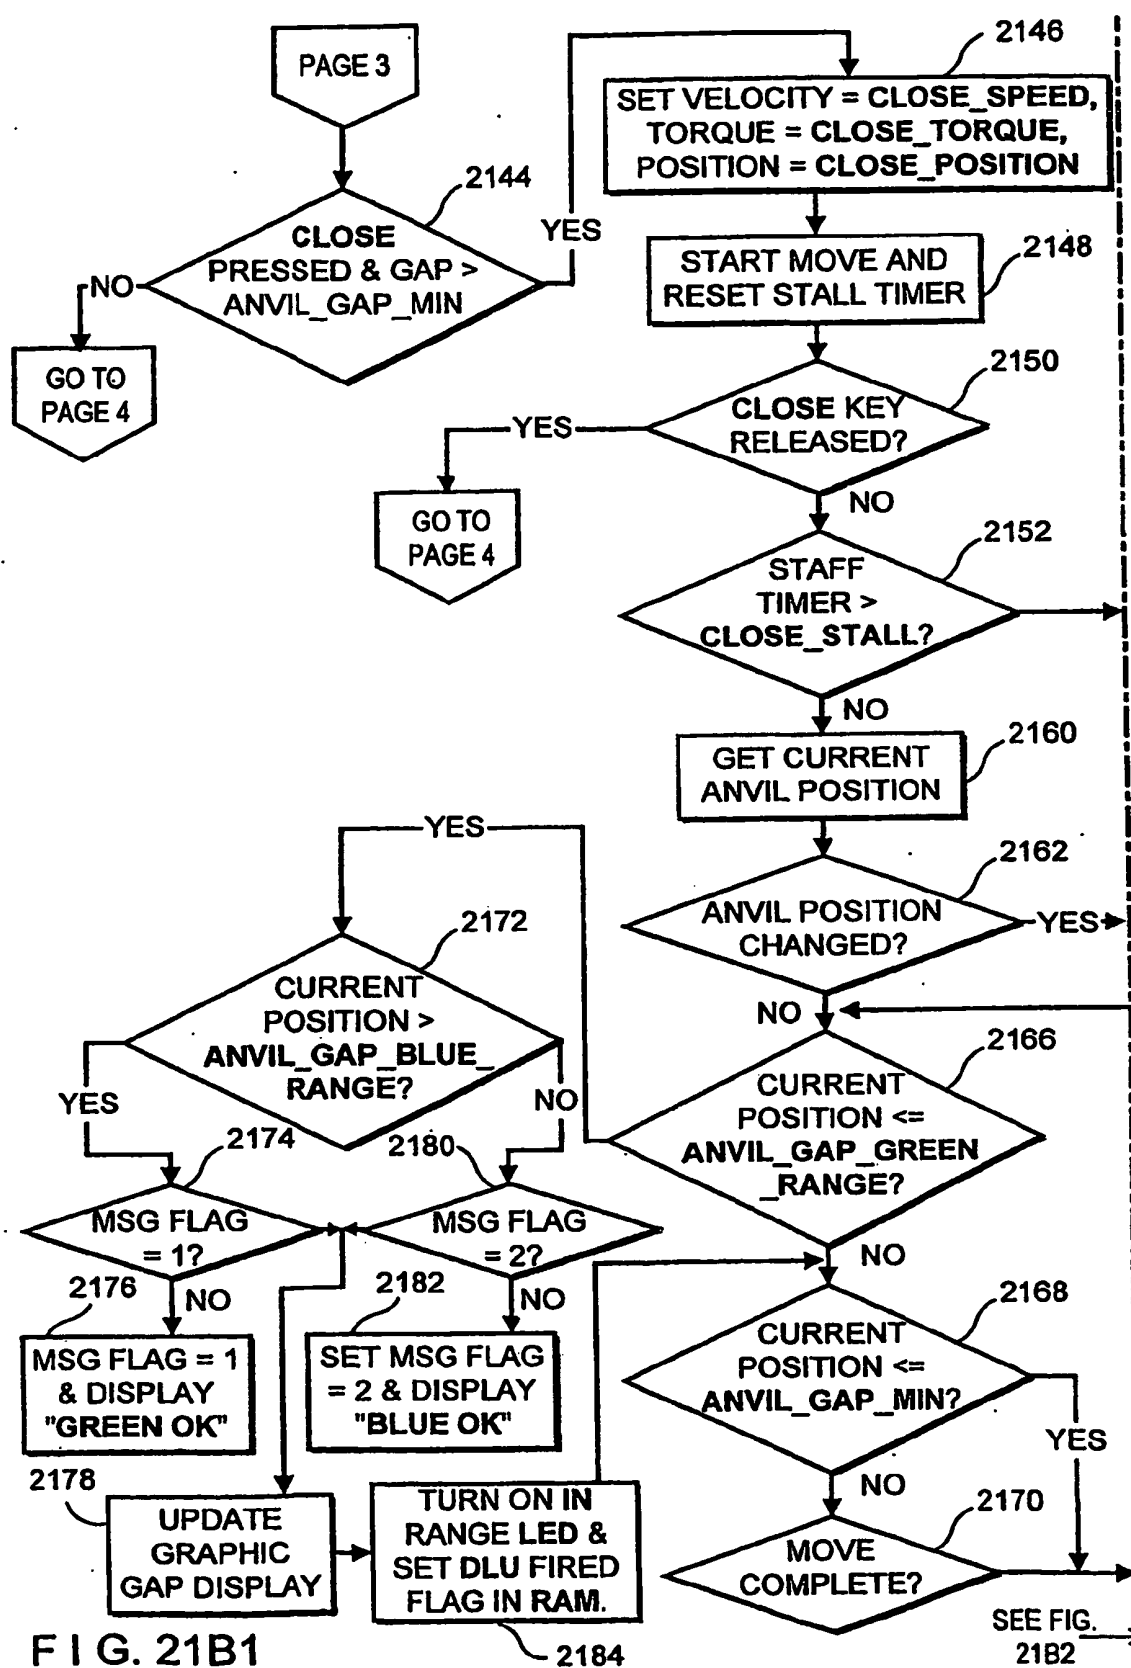 PAGE 3
2144
CLOSE
PRESSED & GAP >
ANVIL_GAP_MIN
NO
GO TO
PAGE 4
YES
2146
SET VELOCITY = CLOSE_SPEED,
TORQUE = CLOSE_TORQUE,
POSITION = CLOSE_POSITION
2148
START MOVE AND
RESET STALL TIMER
2150
CLOSE KEY
RELEASED?
YES
GO TO
PAGE 4
NO
2152
STAFF
TIMER >
CLOSE_STALL?
NO
2160
GET CURRENT
ANVIL POSITION
2162
ANVIL POSITION
CHANGED?
YES
NO
2166
CURRENT
POSITION <=
ANVIL_GAP_GREEN
_RANGE?
YES
NO
2172
CURRENT
POSITION >
ANVIL_GAP_BLUE_
RANGE?
YES
NO
2174
MSG FLAG
= 1?
NO
2176
MSG FLAG = 1
& DISPLAY
"GREEN OK"
2180
MSG FLAG
= 2?
NO
2182
SET MSG FLAG
= 2 & DISPLAY
"BLUE OK"
2178
UPDATE
GRAPHIC
GAP DISPLAY
TURN ON IN
RANGE LED &
SET DLU FIRED
FLAG IN RAM.
2184
2168
CURRENT
POSITION <=
ANVIL_GAP_MIN?
YES
NO
2170
MOVE
COMPLETE?
SEE FIG.
21B2
FIG. 21B1